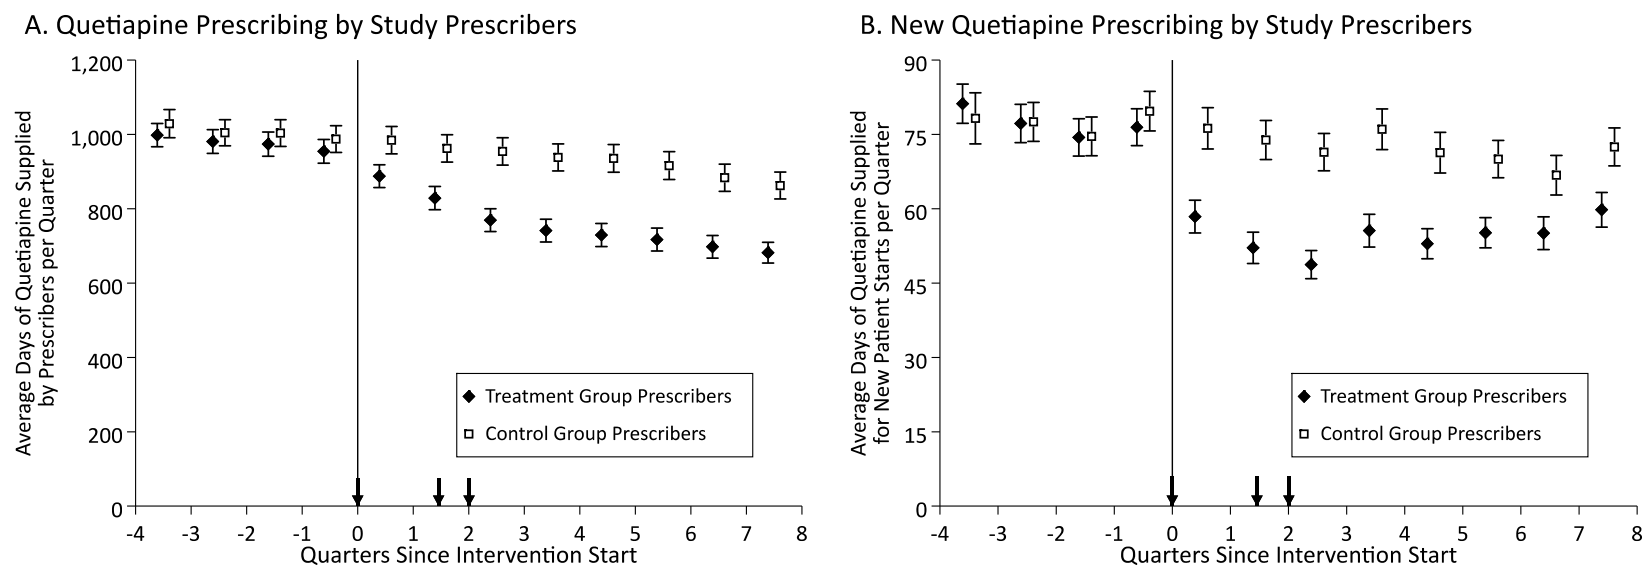 A. Quetiapine Prescribing by Study Prescribers
Average Days of Quetiapine Supplied
by Prescribers per Quarter
1,200
1,000
800
600
400
200
0
Treatment Group Prescribers
Control Group Prescribers
-4 -3 -2 -1 0 1 2 3 4 5 6 7 8
Quarters Since Intervention Start
B. New Quetiapine Prescribing by Study Prescribers
Average Days of Quetiapine Supplied
for New Patient Starts per Quarter
90
75
60
45
30
15
0
Treatment Group Prescribers
Control Group Prescribers
-4 -3 -2 -1 0 1 2 3 4 5 6 7 8
Quarters Since Intervention Start